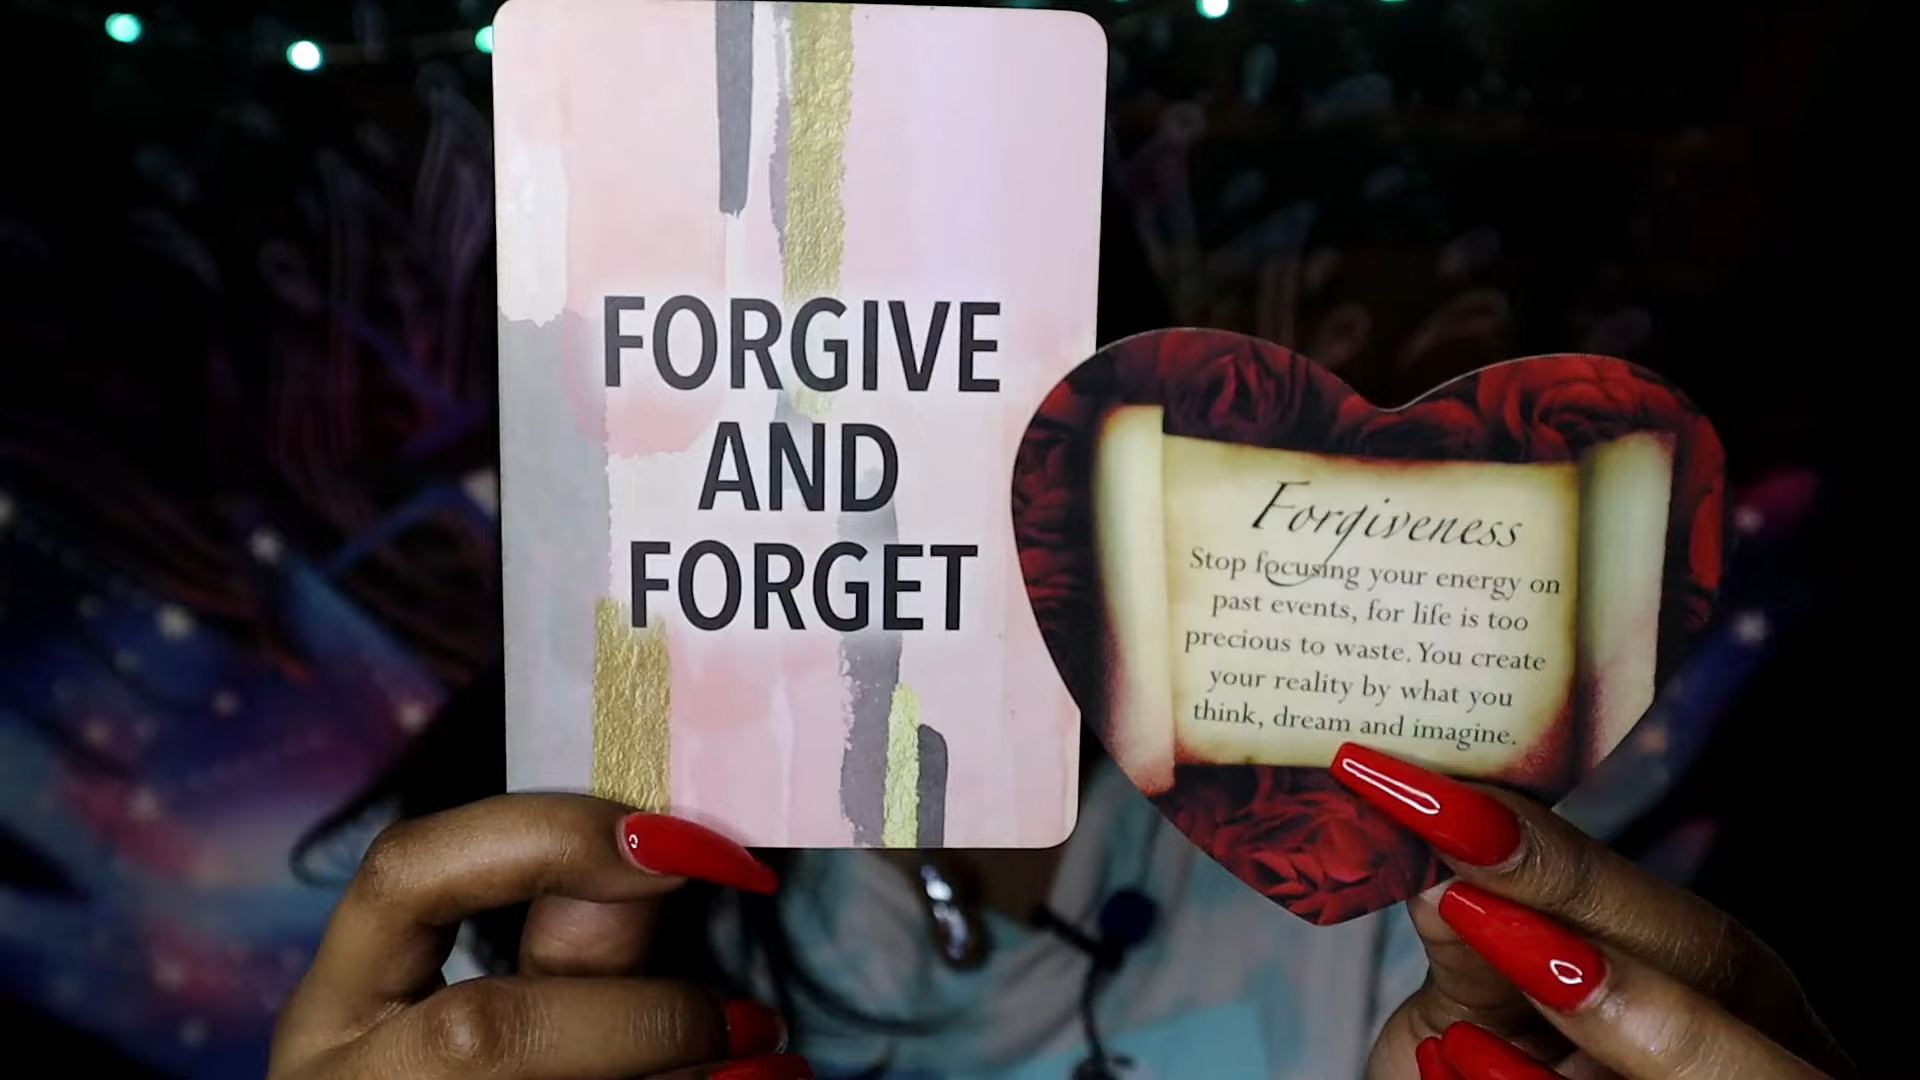 FORGIVE
AND
FORGET
Forgiveness
Stop focusing your energy on
past events, for life is too
precious to waste. You create
your reality by what you
think, dream and imagine.